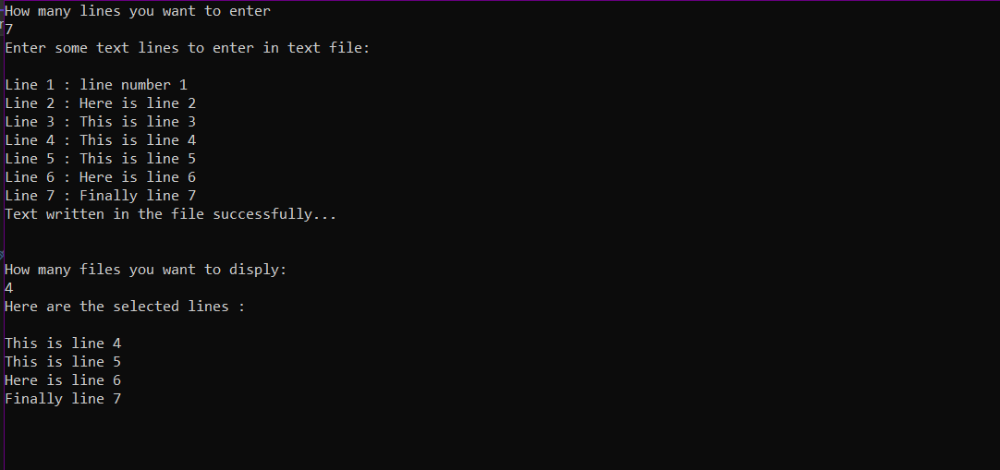 How many lines you want to enter
7
Enter some text lines to enter in text file:
Line 1 : line number 1
Line 2 : Here is line 2
Line 3 : This is line 3
Line 4 : This is line 4
Line 5 : This is line 5
Line 6 : Here is line 6
Line 7 : Finally line 7
Text written in the file successfully...
How many files you want to disply:
4
Here are the selected lines :
This is line 4
This is line 5
Here is line 6
Finally line 7